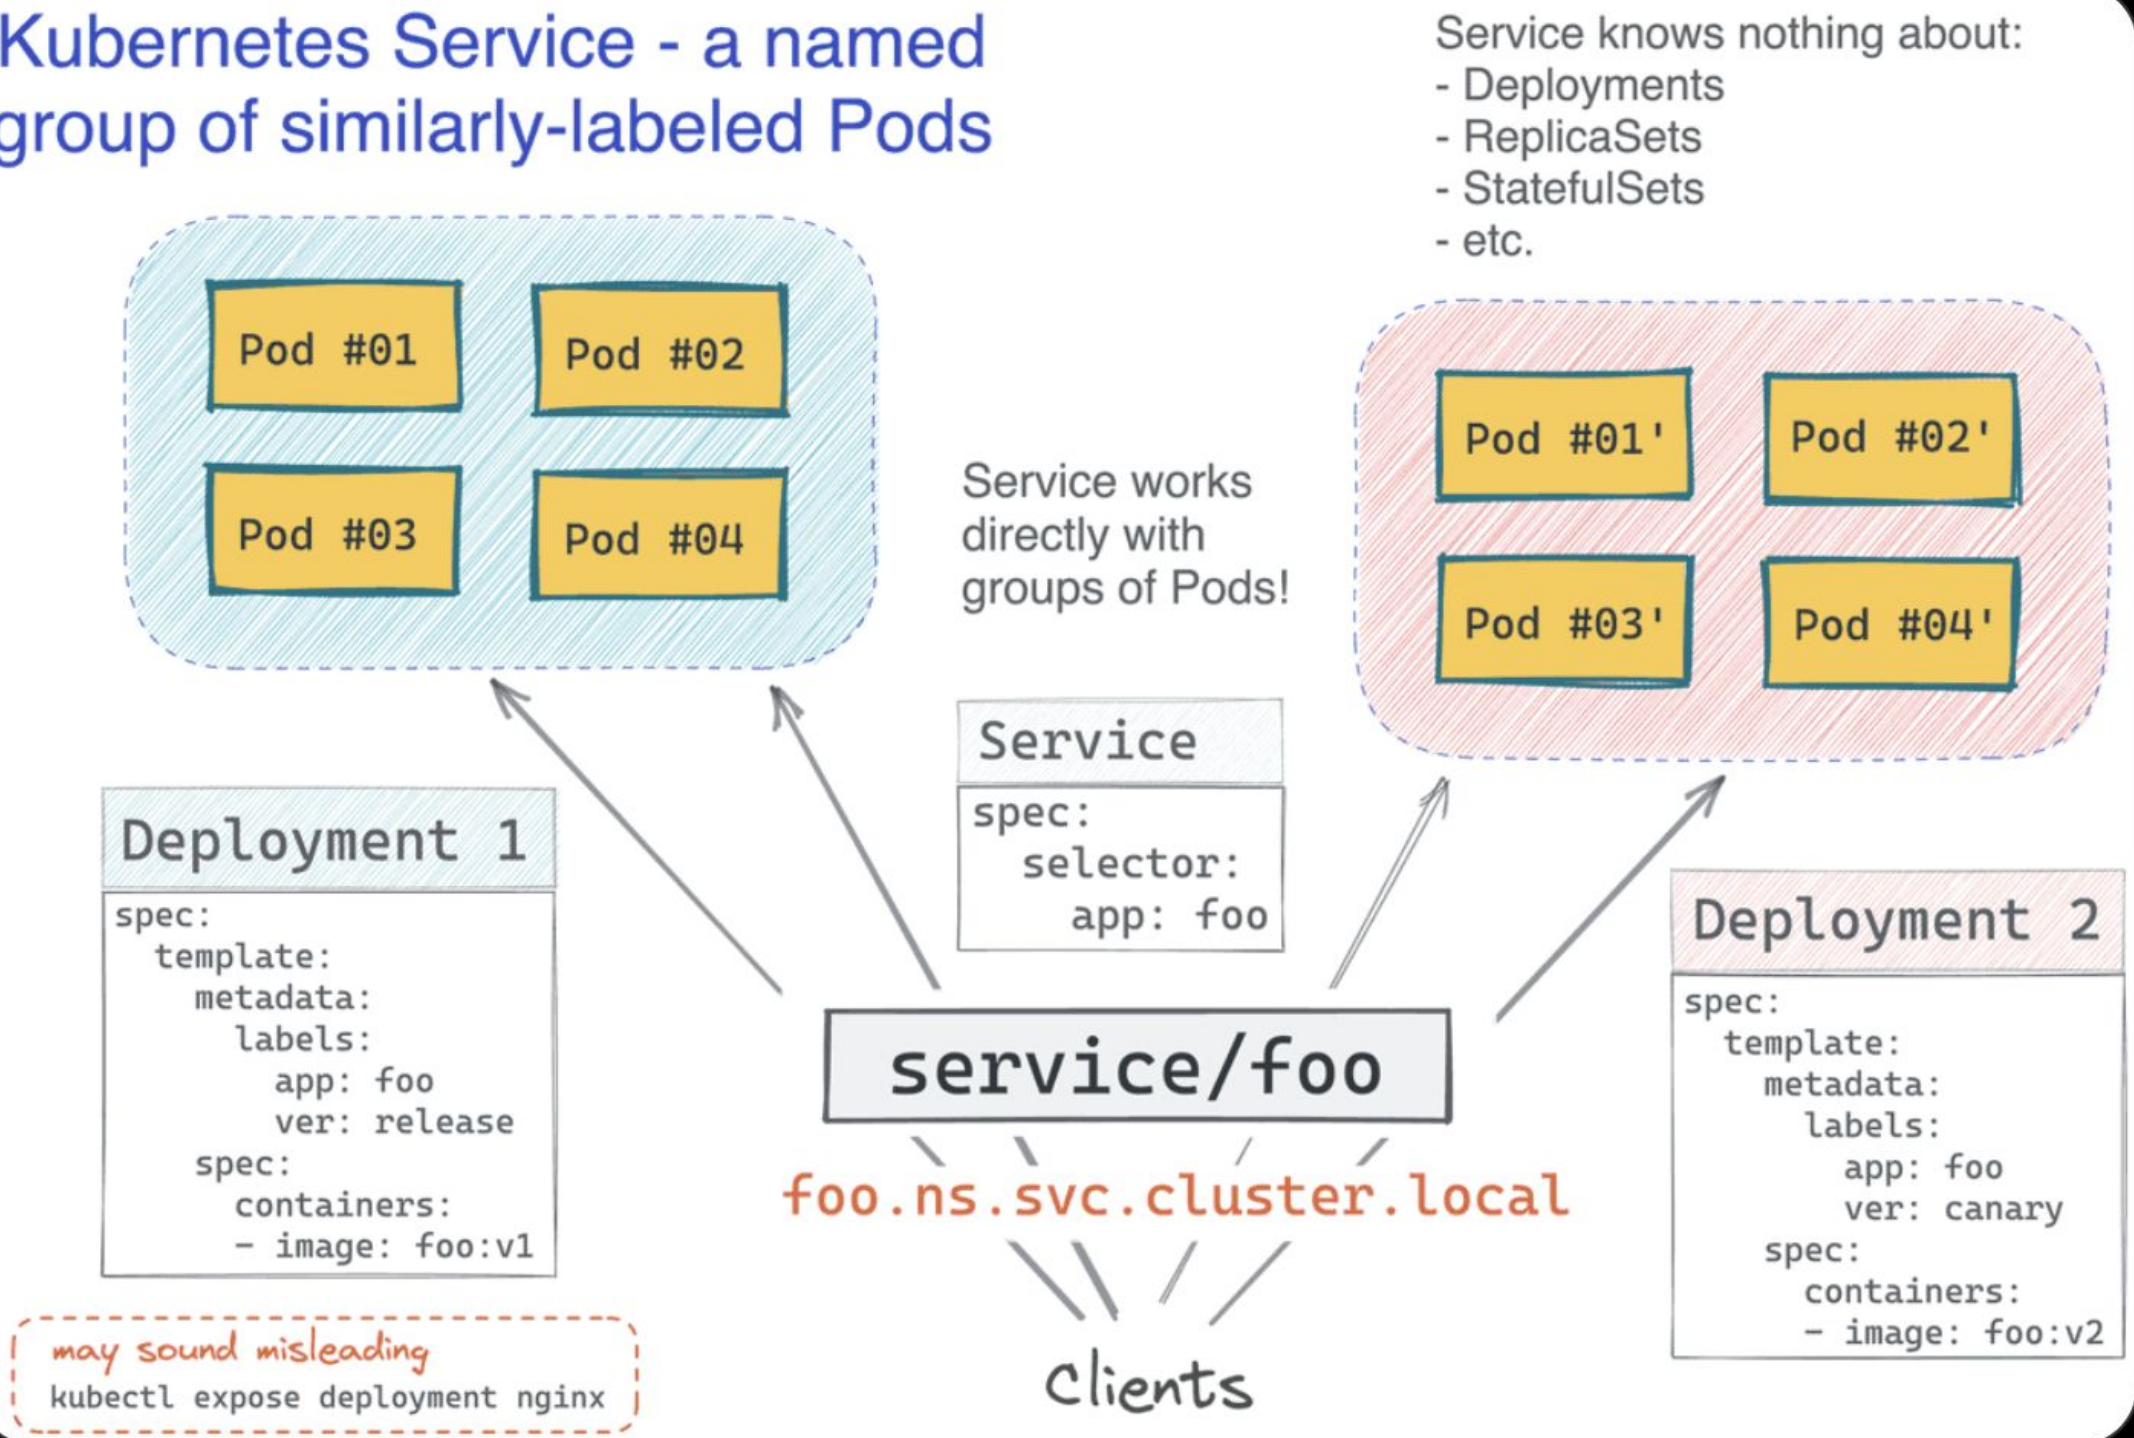 Kubernetes Service - a named
group of similarly-labeled Pods
Service knows nothing about:
- Deployments
- ReplicaSets
- StatefulSets
- etc.
Pod #01
Pod #02
Pod #03
Pod #04
Service works
directly with
groups of Pods!
Pod #01'
Pod #02'
Pod #03'
Pod #04'
Service
spec:
  selector:
    app: foo
Deployment 1
spec:
  template:
    metadata:
      labels:
        app: foo
        ver: release
    spec:
      containers:
      - image: foo:v1
Deployment 2
spec:
  template:
    metadata:
      labels:
        app: foo
        ver: canary
    spec:
      containers:
      - image: foo:v2
service/foo
foo.ns.svc.cluster.local
Clients
may sound misleading
kubectl expose deployment nginx